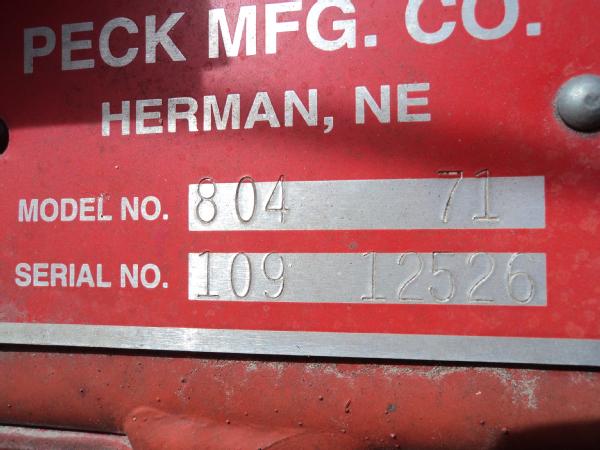 PECK MFG. CO.
HERMAN, NE
MODEL NO. 804 71
SERIAL NO. 109 12526